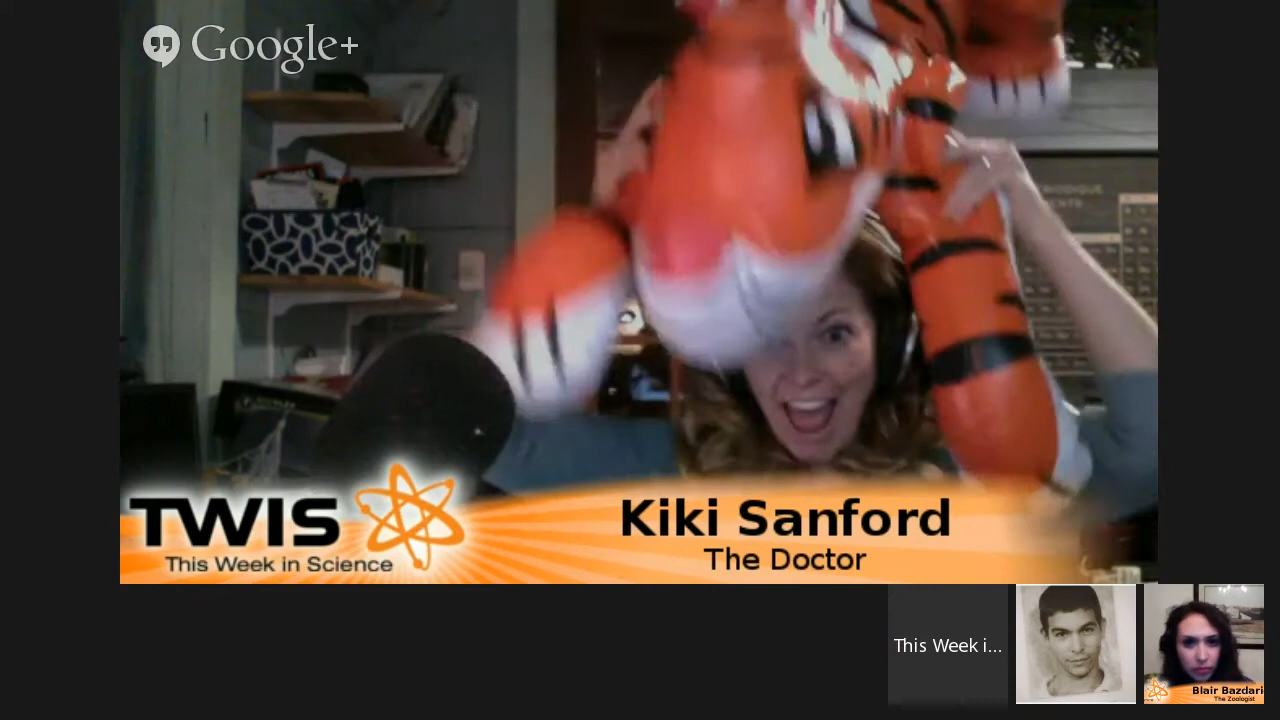 Google+
TWIS
This Week in Science
Kiki Sanford
The Doctor
This Week i...
Blair Bazdari
The Zoologist